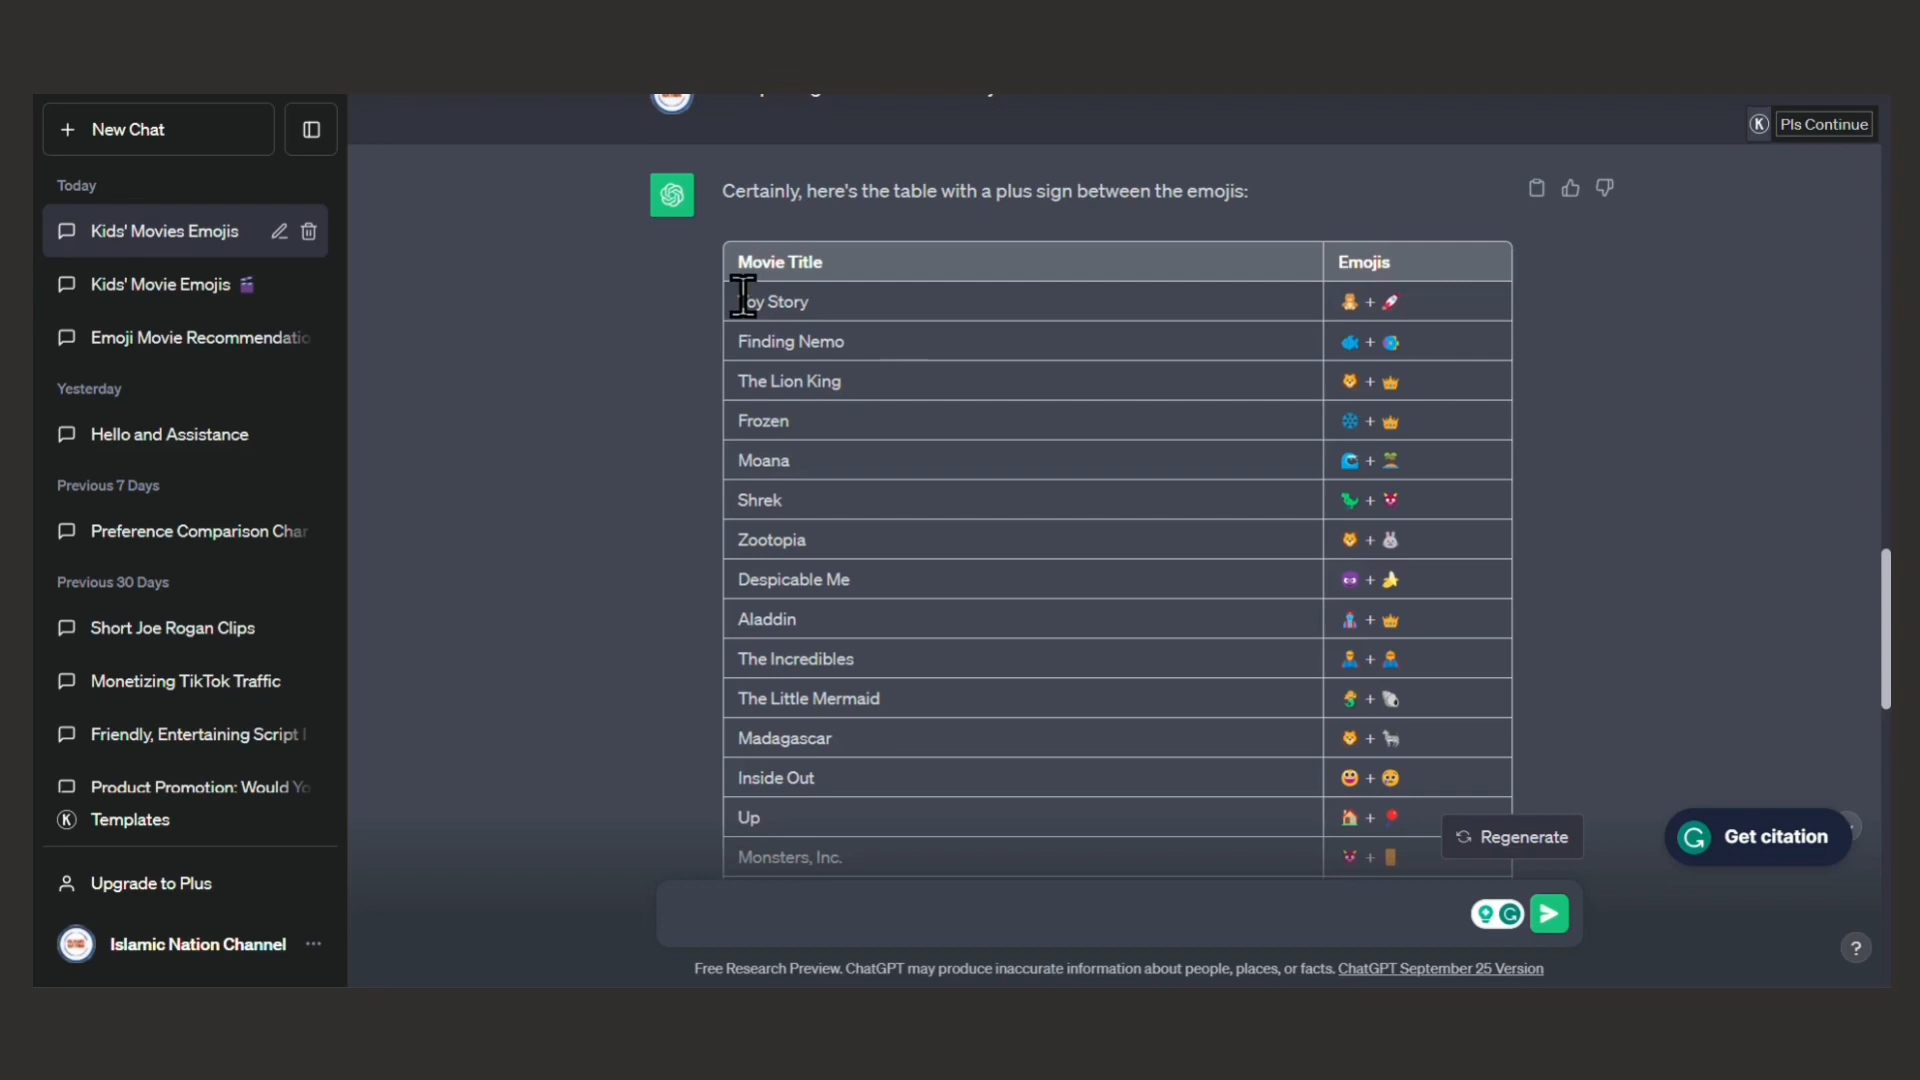 New Chat
Today
Kids' Movies Emojis
Kids' Movie Emojis 🎬
Emoji Movie Recommendatio
Yesterday
Hello and Assistance
Previous 7 Days
Preference Comparison Char
Previous 30 Days
Short Joe Rogan Clips
Monetizing TikTok Traffic
Friendly, Entertaining Script
Product Promotion: Would Yo
K Templates
Upgrade to Plus
Islamic Nation Channel
K Pls Continue
Certainly, here's the table with a plus sign between the emojis:
Movie Title Emojis
oy Story 🧸 + 🚀
Finding Nemo 🐟 + 🐠
The Lion King 🦁 + 👑
Frozen ❄️ + 👑
Moana 🌊 + 🏝️
Shrek 🦖 + 👹
Zootopia 🦁 + 🐰
Despicable Me 🦹 + 🍌
Aladdin 🧞 + 👑
The Incredibles 🦸 + 🦸
The Little Mermaid 🧜 + 🐚
Madagascar 🦁 + 🦓
Inside Out 😃 + 😢
Up 🏠 + 🎈
Monsters, Inc. 👹 + 🚪
Regenerate
Get citation
Free Research Preview. ChatGPT may produce inaccurate information about people, places, or facts. ChatGPT September 25 Version
?